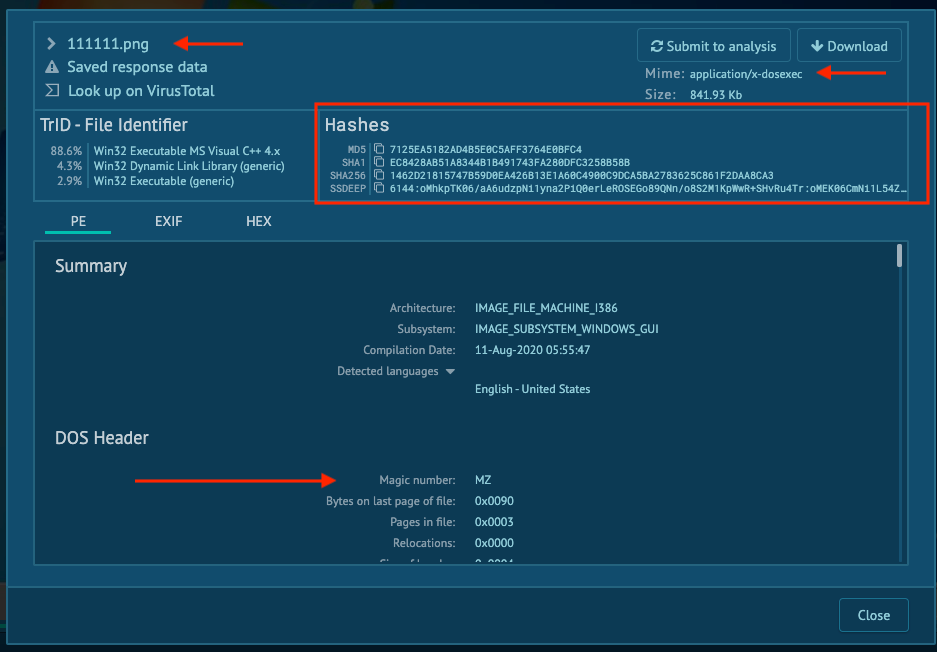 111111.png
Saved response data
Look up on VirusTotal
Submit to analysis
Download
Mime: application/x-dosexec
Size: 841.93 Kb
TrID - File Identifier
88.6% Win32 Executable MS Visual C++ 4.x
4.3% Win32 Dynamic Link Library (generic)
2.9% Win32 Executable (generic)
Hashes
MD5 7125EA5182AD4B5E0C5AFF3764E0BFC4
SHA1 EC8428AB51A8344B1B491743FA280DFC3258B58B
SHA256 1462D21815747B59D0EA426B13E1A60C4900C9DCA5BA2783625C861F2DAA8CA3
SSDEEP 6144:oMhkpTK06/aA6udzpNi1yna2PiQ0erLeROSEGo89QNn/o8S2M1KpWwR+SHvRu4Tr:oMEK06CmNi1L54Z...
PE
EXIF
HEX
Summary
Architecture: IMAGE_FILE_MACHINE_I386
Subsystem: IMAGE_SUBSYSTEM_WINDOWS_GUI
Compilation Date: 11-Aug-2020 05:55:47
Detected languages
English - United States
DOS Header
Magic number: MZ
Bytes on last page of file: 0x0090
Pages in file: 0x0003
Relocations: 0x0000
Close